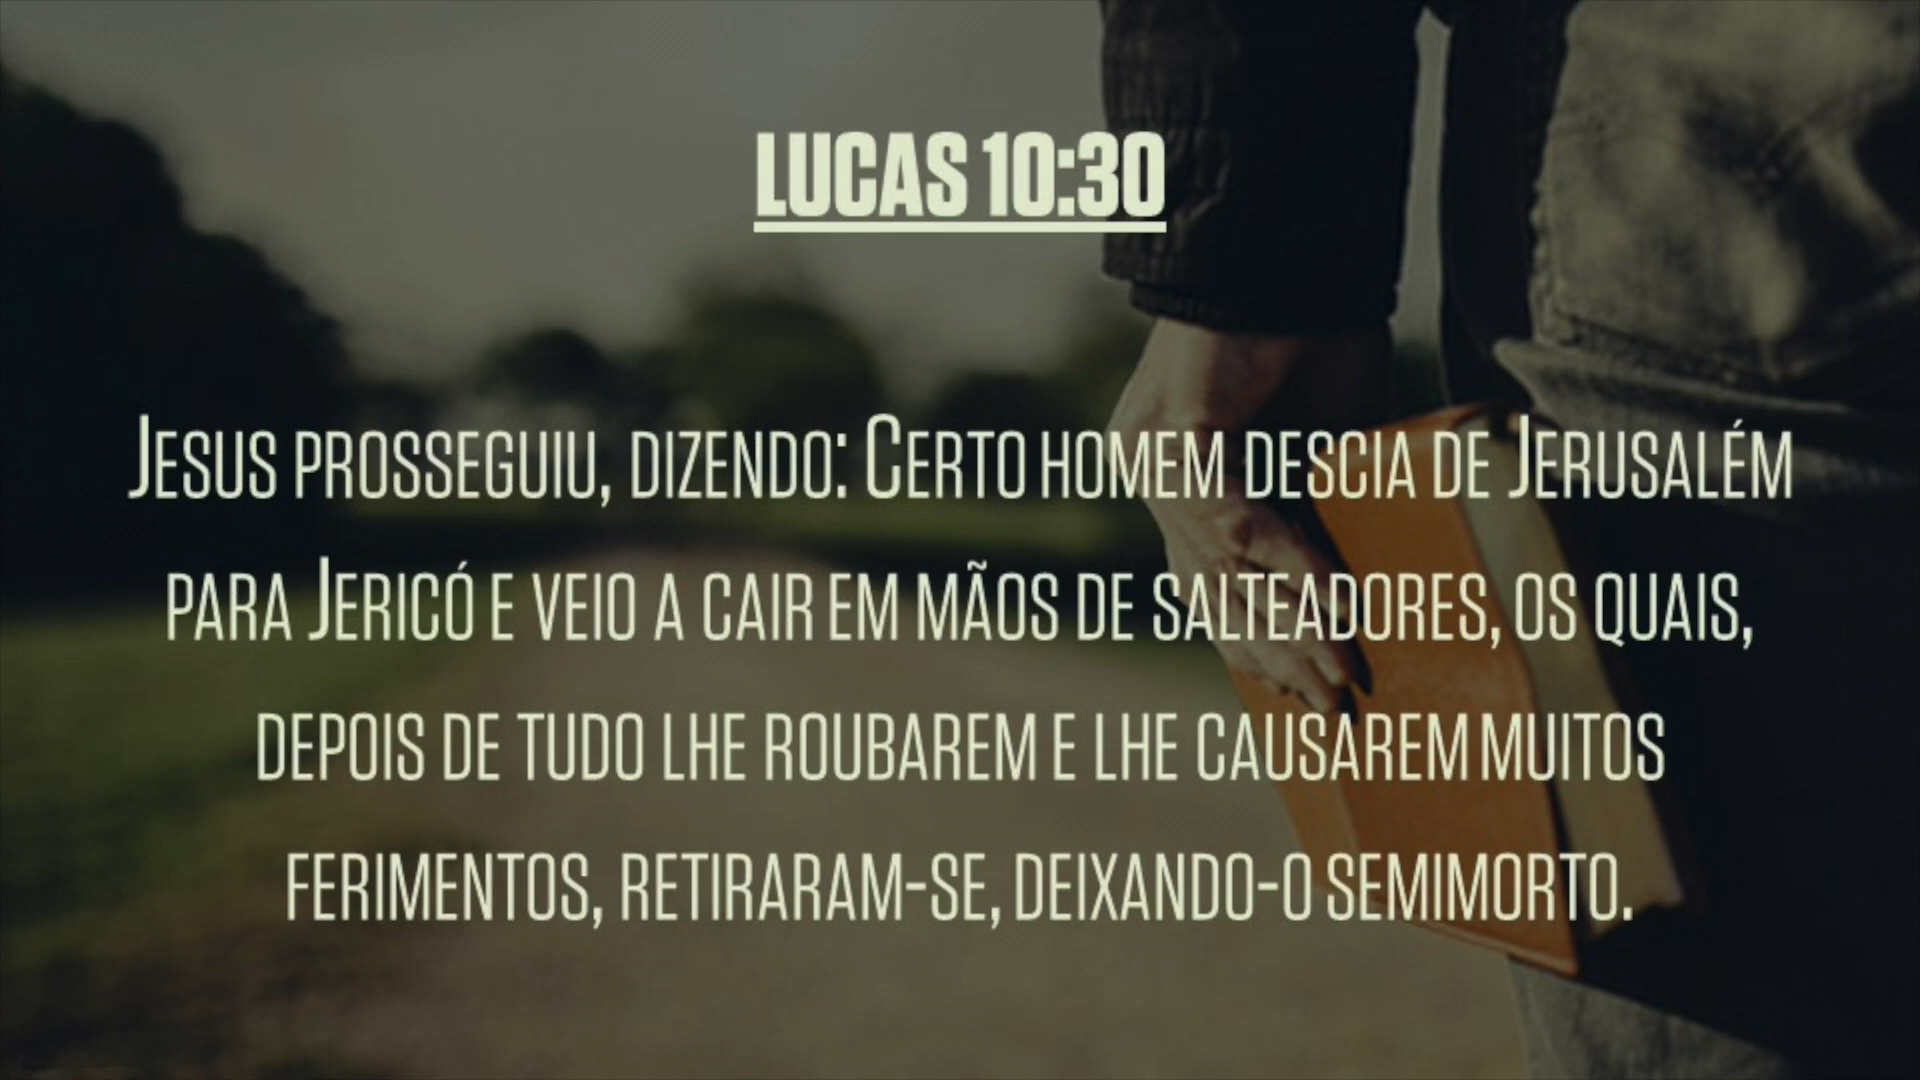 LUCAS 10:30
JESUS PROSSEGUIU, DIZENDO: CERTO HOMEM DESCIA DE JERUSALÉM
PARA JERICÓ E VEIO A CAIR EM MÃOS DE SALTEADORES, OS QUAIS,
DEPOIS DE TUDO LHE ROUBAREM E LHE CAUSAREM MUITOS
FERIMENTOS, RETIRARAM-SE, DEIXANDO-O SEMIMORTO.